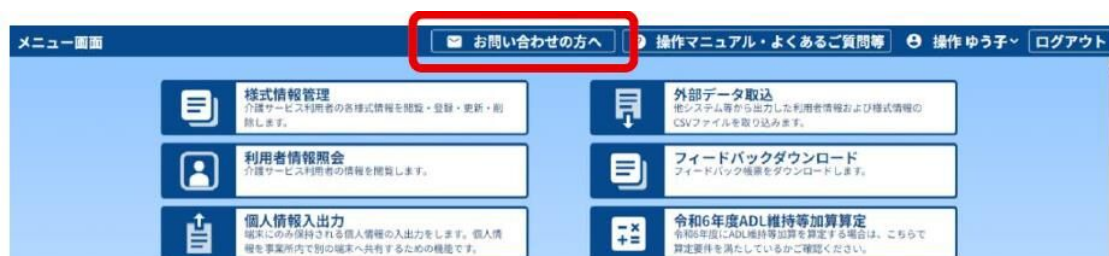 メニュー画面
お問い合わせの方へ
操作マニュアル・よくあるご質問等
操作 ゆう子
ログアウト
様式情報管理
介護サービス利用者の各様式情報を閲覧・登録・更新・削
除します。
外部データ取込
他システム等から出力した利用者情報および様式情報の
CSVファイルを取り込みます。
利用者情報照会
介護サービス利用者の情報を閲覧します。
フィードバックダウンロード
フィードバック帳票をダウンロードします。
個人情報入出力
端末にのみ保持される個人情報の入出力をします。個人情
報を事業所内で別の端末へ共有するための機能です。
令和6年度ADL維持等加算算定
令和6年度にADL維持等加算を算定する場合は、こちらで
算定要件を満たしているかご確認ください。